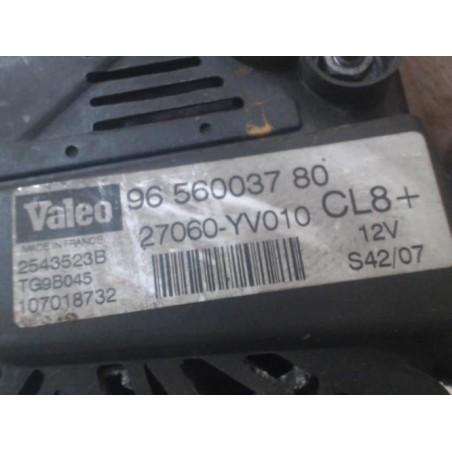 Valeo 96 560037 80 CL8+
27060-YV010 12V
MADE IN FRANCE
2543523B S42/07
TG9B045
107018732